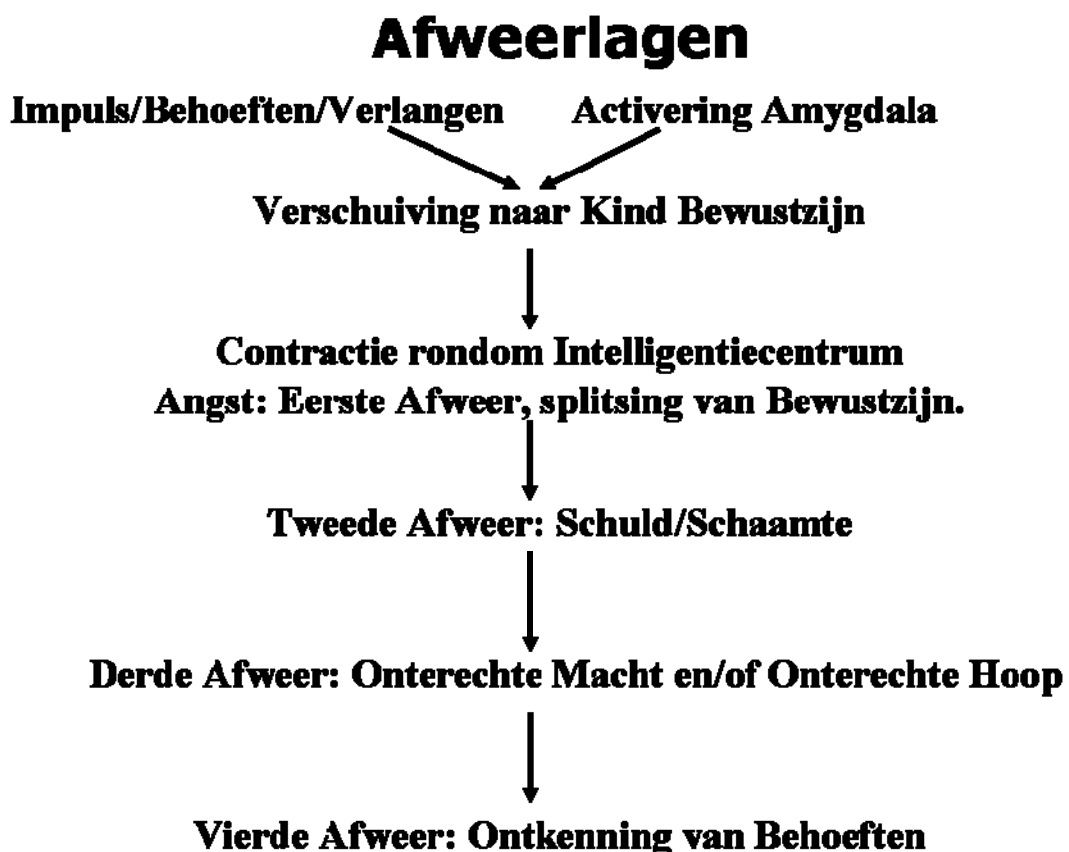 Afweerlagen
Impuls/Behoeften/Verlangen Activering Amygdala
Verschuiving naar Kind Bewustzijn
Contractie rondom Intelligentiecentrum
Angst: Eerste Afweer, splitsing van Bewustzijn.
Tweede Afweer: Schuld/Schaamte
Derde Afweer: Onterechte Macht en/of Onterechte Hoop
Vierde Afweer: Ontkenning van Behoeften